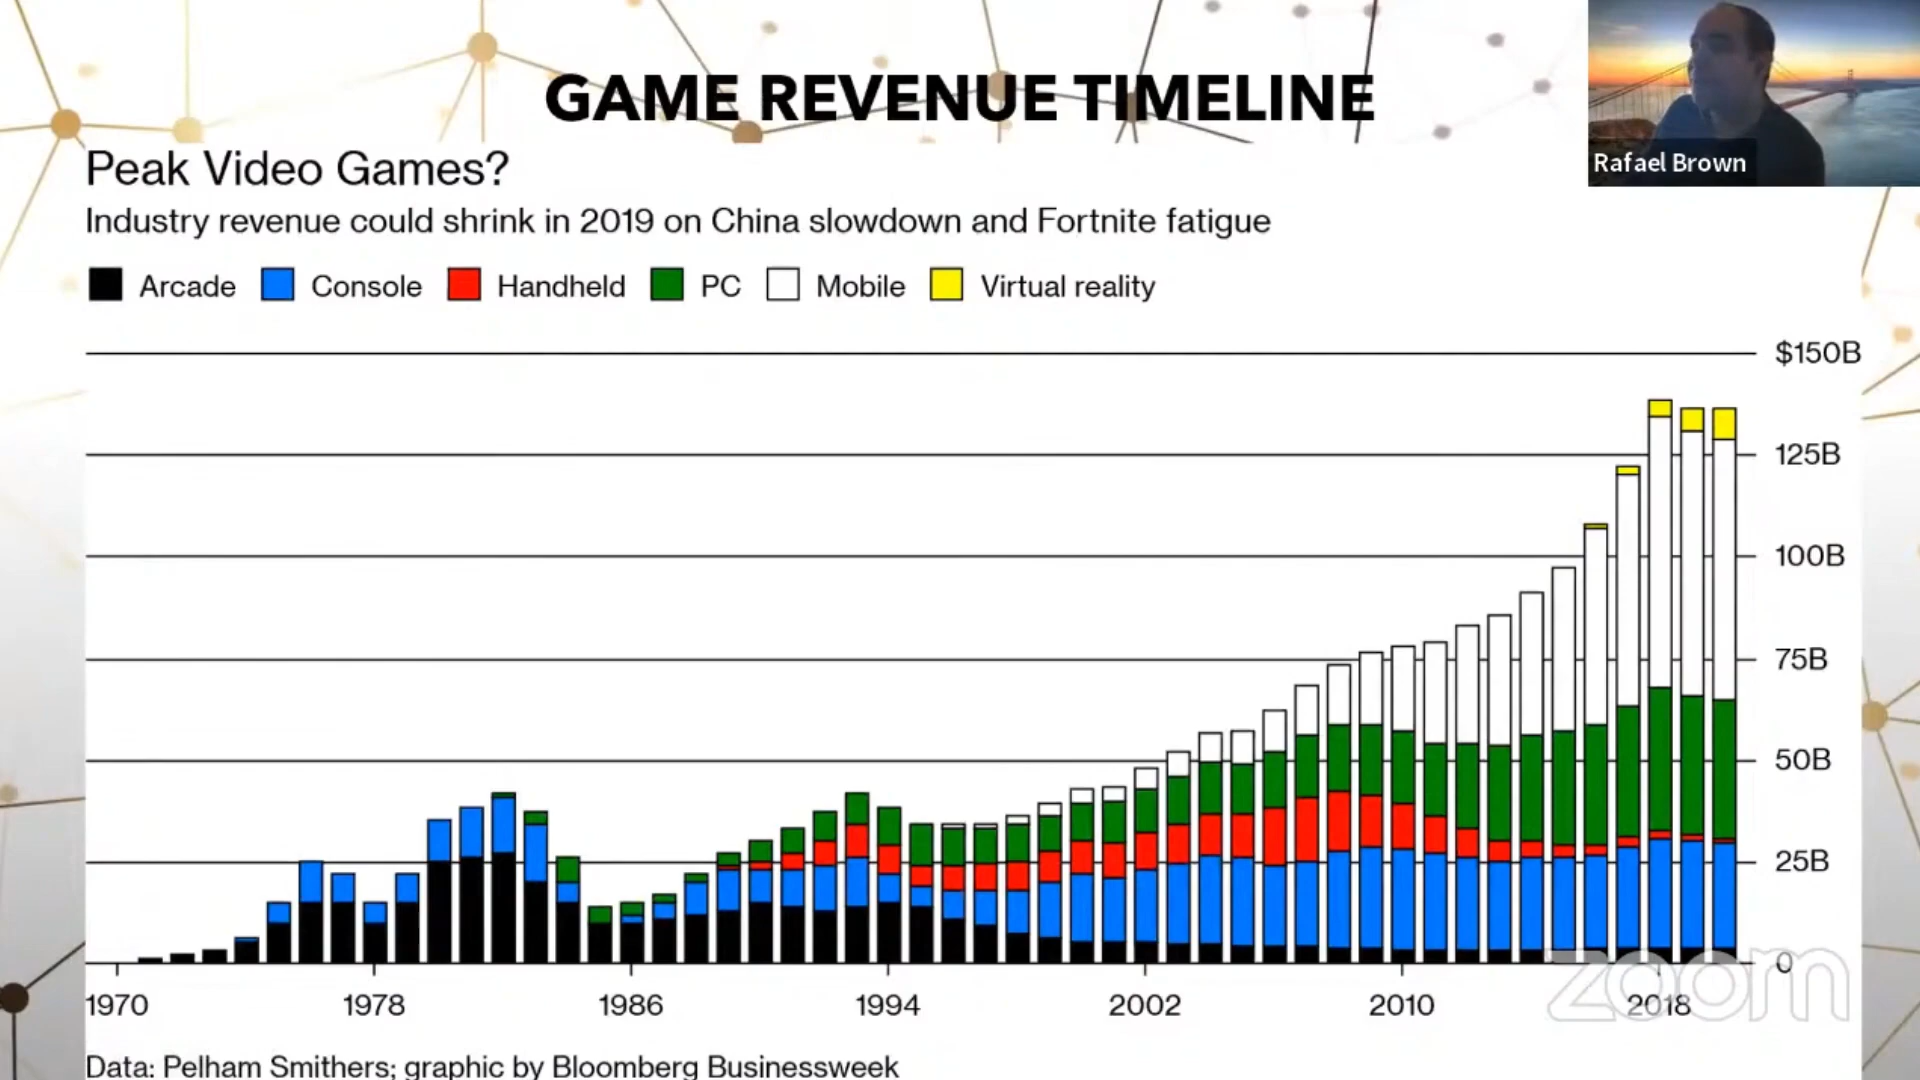 GAME REVENUE TIMELINE
Rafael Brown
Peak Video Games?
Industry revenue could shrink in 2019 on China slowdown and Fortnite fatigue
Arcade Console Handheld PC Mobile Virtual reality
$150B
125B
100B
75B
50B
25B
0
1970 1978 1986 1994 2002 2010 2018
zoom
Data: Pelham Smithers; graphic by Bloomberg Businessweek